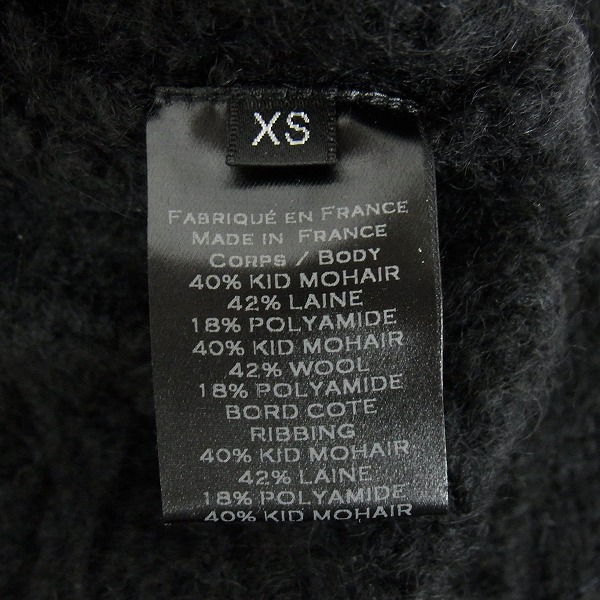 XS
FABRIQUÉ EN FRANCE
MADE IN FRANCE
CORPS / BODY
40% KID MOHAIR
42% LAINE
18% POLYAMIDE
40% KID MOHAIR
42% WOOL
18% POLYAMIDE
BORD COTE
RIBBING
40% KID MOHAIR
42% LAINE
18% POLYAMIDE
40% KID MOHAIR